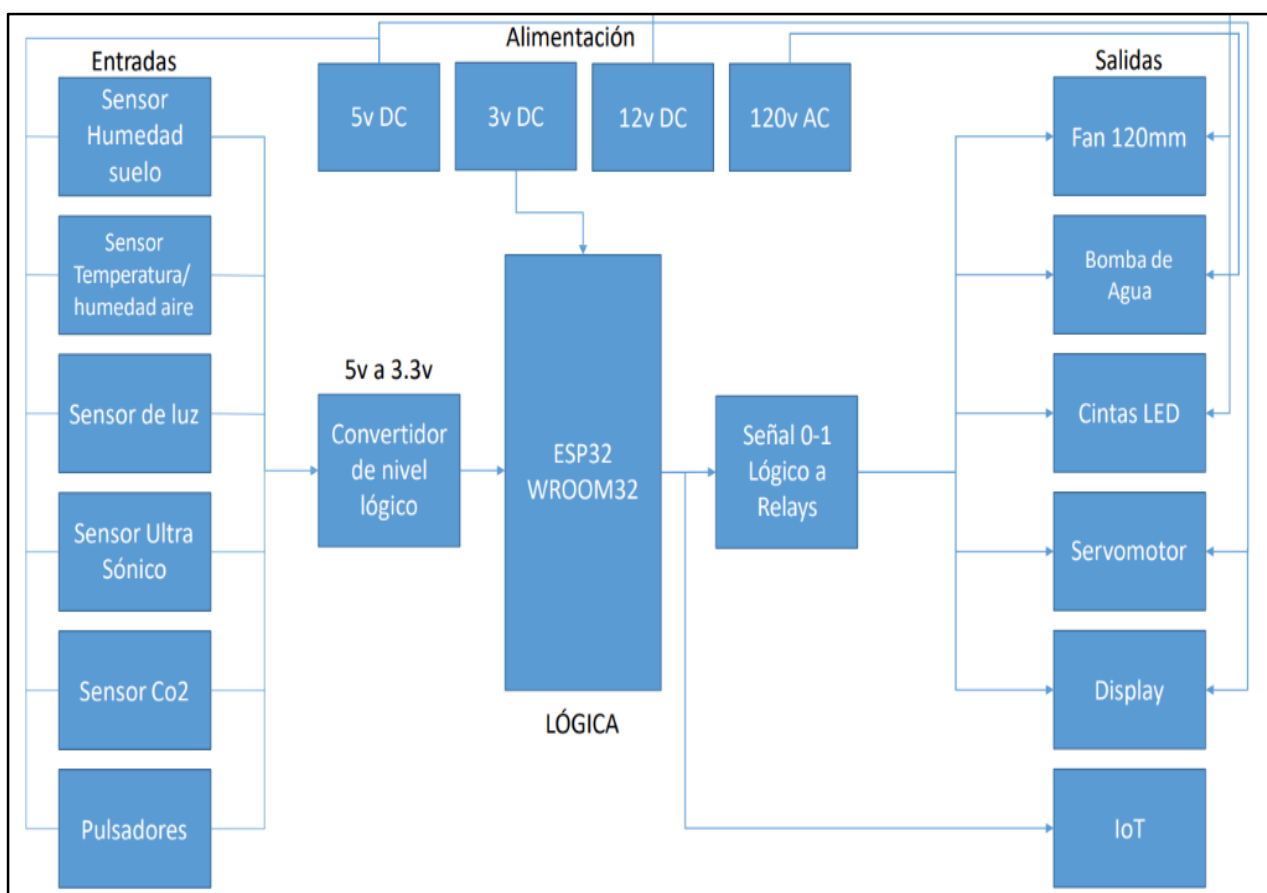 Alimentación
Entradas
Salidas
Sensor
Humedad
suelo
5v DC
3v DC
12v DC
120v AC
Fan 120mm
Sensor
Temperatura/
humedad aire
Bomba de
Agua
5v a 3.3v
Sensor de luz
Convertidor
de nivel
lógico
ESP32
WROOM32
Señal 0-1
Lógico a
Relays
Cintas LED
Sensor Ultra
Sónico
Servomotor
Sensor Co2
LÓGICA
Display
Pulsadores
IoT